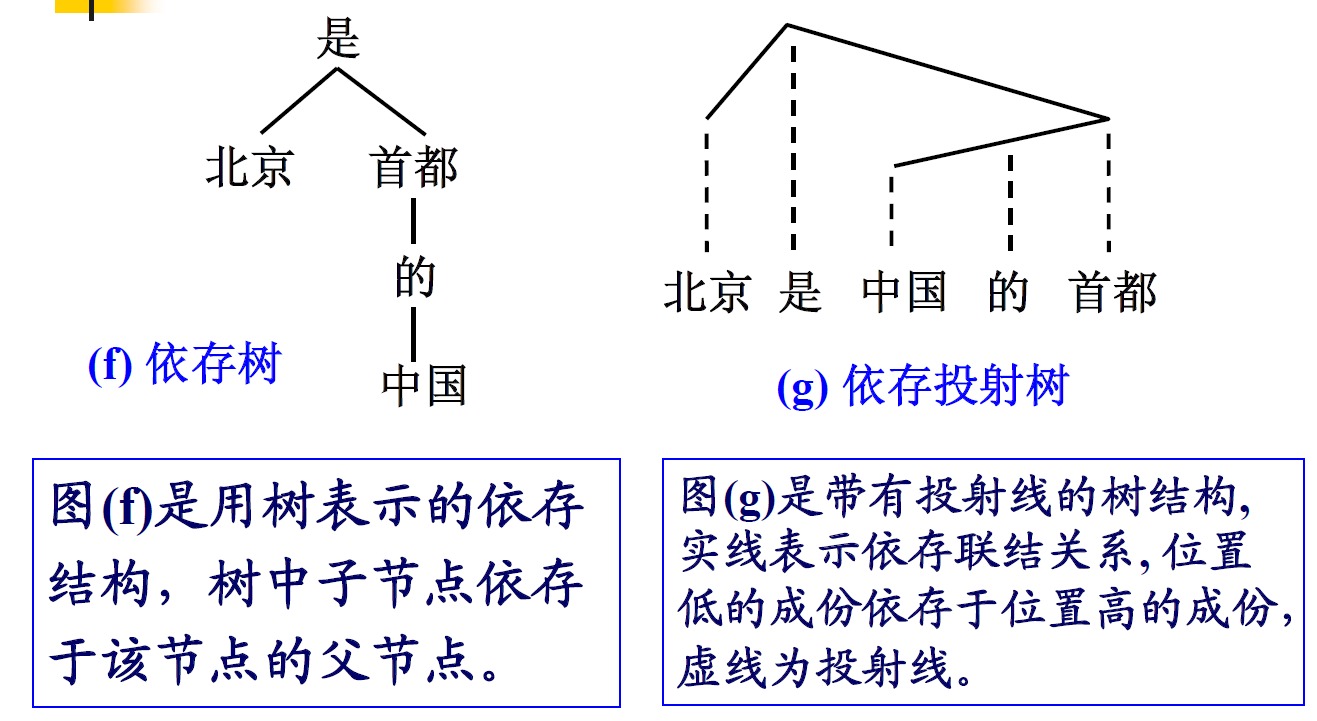 是
北京 首都
的
中国
(f) 依存树
北京 是 中国 的 首都
(g) 依存投射树
图(f)是用树表示的依存
结构，树中子节点依存
于该节点的父节点。
图(g)是带有投射线的树结构,
实线表示依存联结关系, 位置
低的成份依存于位置高的成份，
虚线为投射线。